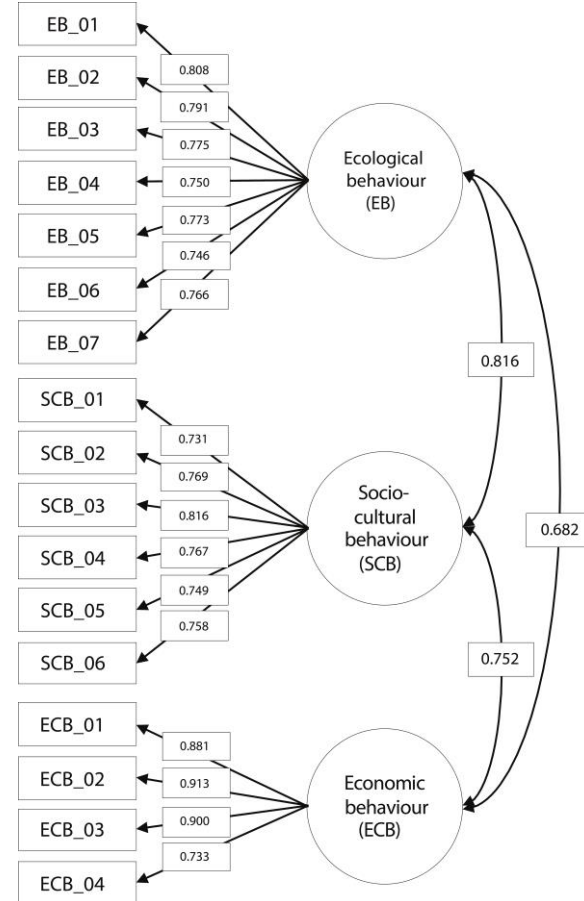 EB_01
EB_02
EB_03
EB_04
EB_05
EB_06
EB_07
0.808
0.791
0.775
0.750
0.773
0.746
0.766
Ecological
behaviour
(EB)
SCB_01
SCB_02
SCB_03
SCB_04
SCB_05
SCB_06
0.731
0.769
0.816
0.767
0.749
0.758
Socio-
cultural
behaviour
(SCB)
ECB_01
ECB_02
ECB_03
ECB_04
0.881
0.913
0.900
0.733
Economic
behaviour
(ECB)
0.816
0.682
0.752